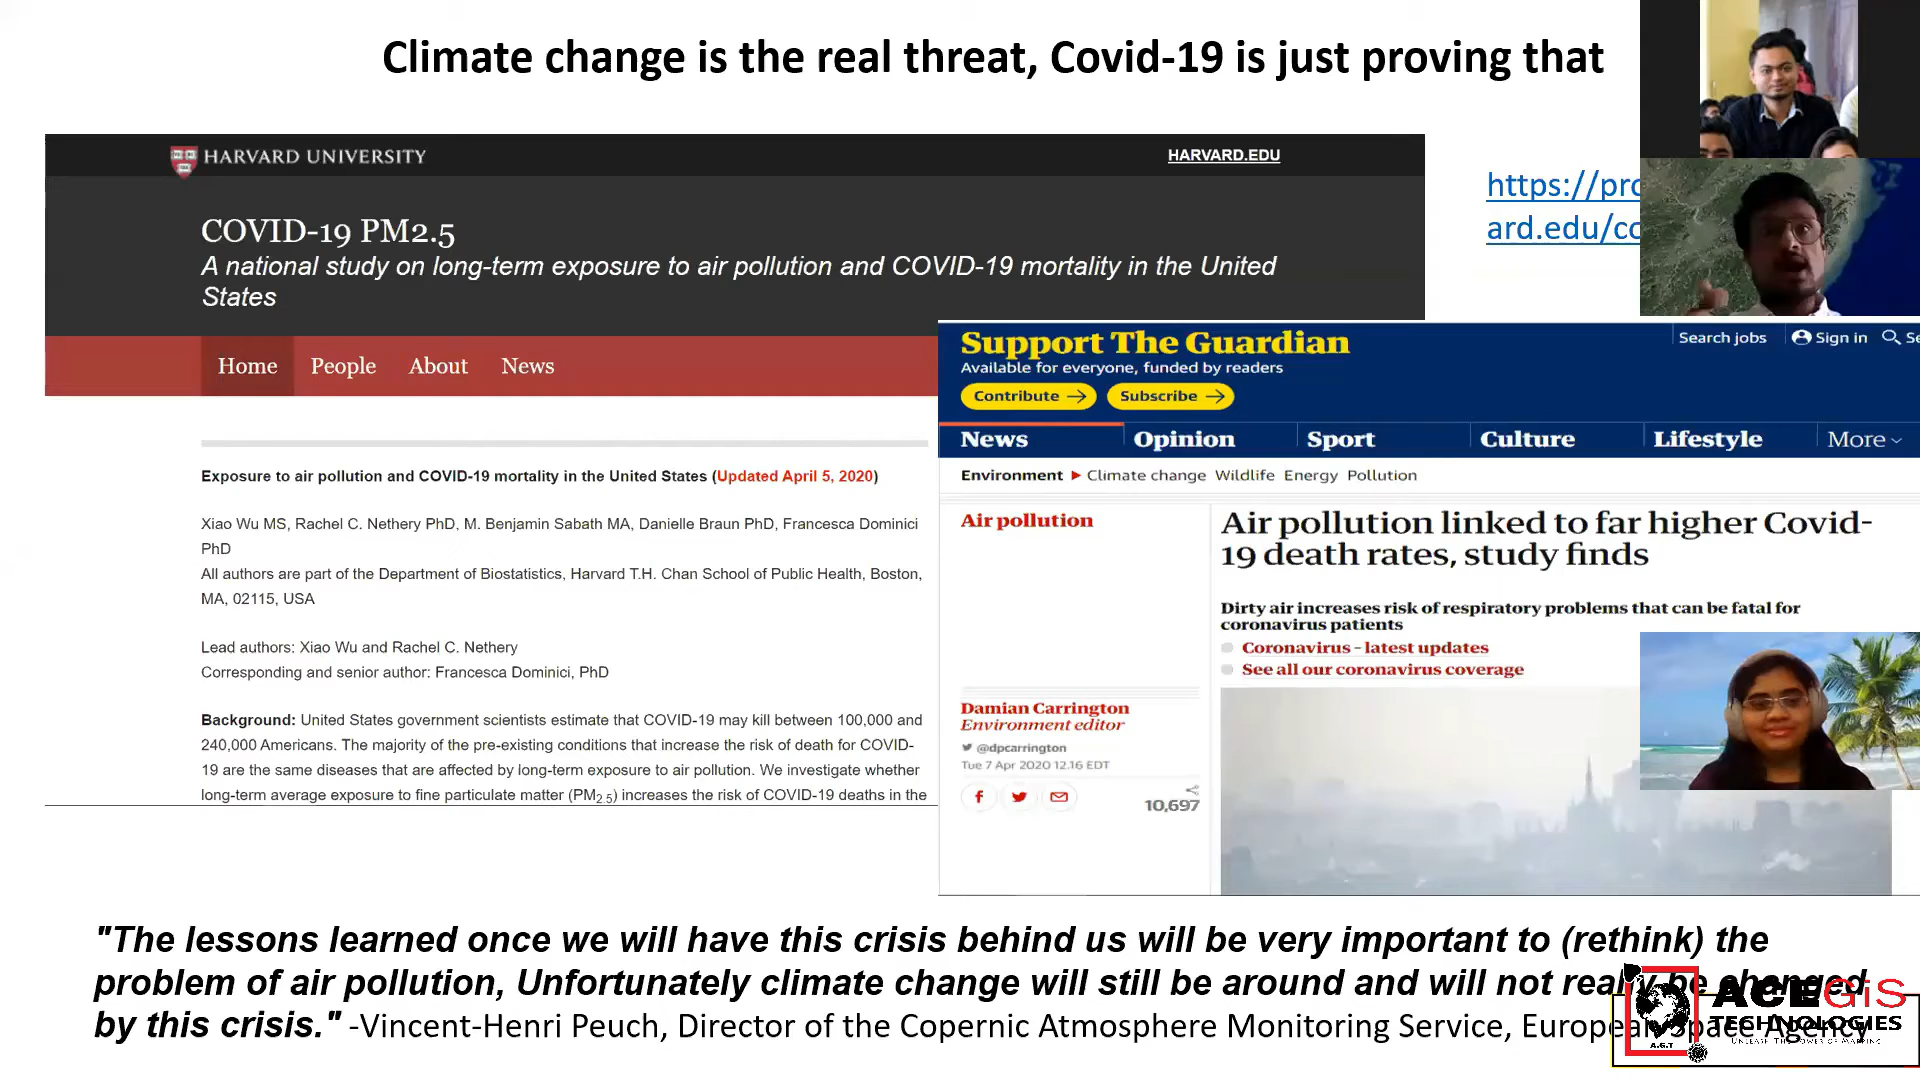 Climate change is the real threat, Covid-19 is just proving that
HARVARD UNIVERSITY
HARVARD.EDU
COVID-19 PM2.5
A national study on long-term exposure to air pollution and COVID-19 mortality in the United
States
Home People About News
https://pro
ard.edu/co
Exposure to air pollution and COVID-19 mortality in the United States (Updated April 5, 2020)
Xiao Wu MS, Rachel C. Nethery PhD, M. Benjamin Sabath MA, Danielle Braun PhD, Francesca Dominici
PhD
All authors are part of the Department of Biostatistics, Harvard T.H. Chan School of Public Health, Boston,
MA, 02115, USA
Lead authors: Xiao Wu and Rachel C. Nethery
Corresponding and senior author: Francesca Dominici, PhD
Background: United States government scientists estimate that COVID-19 may kill between 100,000 and
240,000 Americans. The majority of the pre-existing conditions that increase the risk of death for COVID-
19 are the same diseases that are affected by long-term exposure to air pollution. We investigate whether
long-term average exposure to fine particulate matter (PM2.5) increases the risk of COVID-19 deaths in the
Support The Guardian
Available for everyone, funded by readers
Contribute → Subscribe →
Search jobs Sign in Se
News Opinion Sport Culture Lifestyle More
Environment ▶ Climate change Wildlife Energy Pollution
Air pollution
Air pollution linked to far higher Covid-
19 death rates, study finds
Dirty air increases risk of respiratory problems that can be fatal for
coronavirus patients
Coronavirus - latest updates
See all our coronavirus coverage
Damian Carrington
Environment editor
@dpcarrington
Tue 7 Apr 2020 12.16 EDT
10,697
"The lessons learned once we will have this crisis behind us will be very important to (rethink) the
problem of air pollution, Unfortunately climate change will still be around and will not really be changed
by this crisis." -Vincent-Henri Peuch, Director of the Copernic Atmosphere Monitoring Service, European Space Agency
ACEGiS
TECHNOLOGIES
UNLEASH THE POWER OF MAPPING
A.G.T